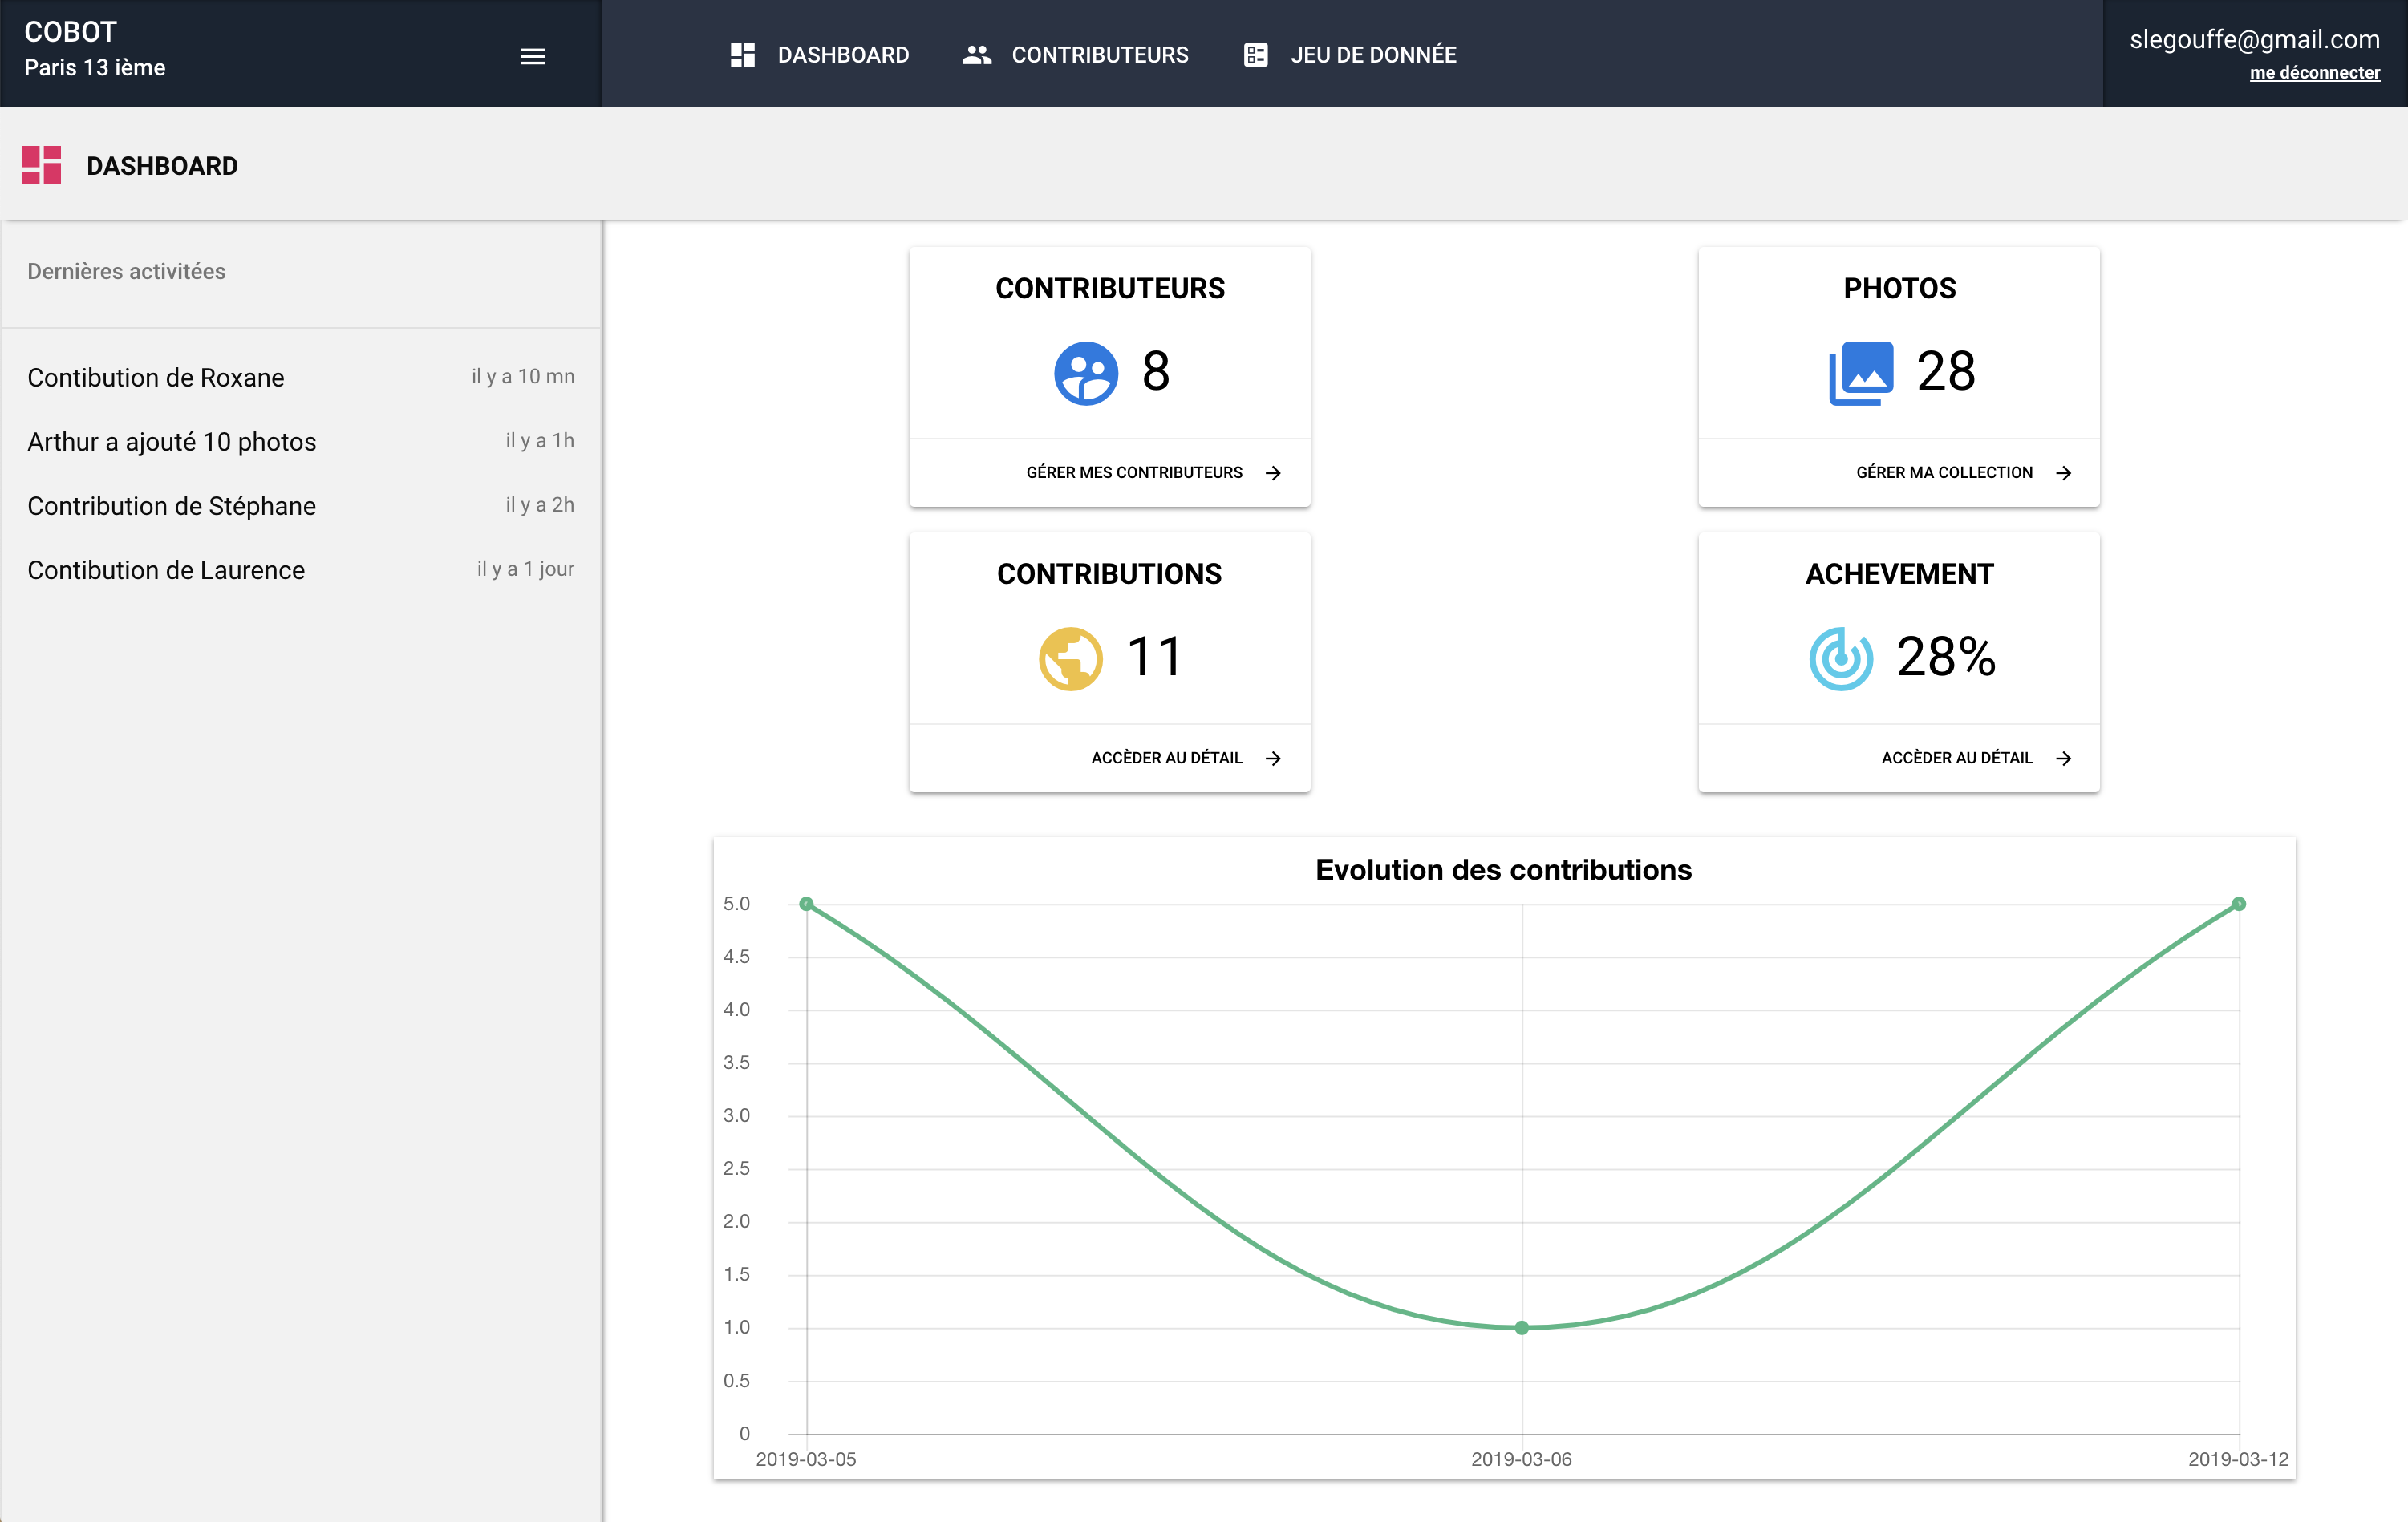 COBOT
Paris 13 ième
DASHBOARD
CONTRIBUTEURS
JEU DE DONNÉE
slegouffe@gmail.com
me déconnecter
DASHBOARD
Dernières activitées
Contibution de Roxane il y a 10 mn
Arthur a ajouté 10 photos il y a 1h
Contribution de Stéphane il y a 2h
Contibution de Laurence il y a 1 jour
CONTRIBUTEURS
8
GÉRER MES CONTRIBUTEURS
PHOTOS
28
GÉRER MA COLLECTION
CONTRIBUTIONS
11
ACCÈDER AU DÉTAIL
ACHEVEMENT
28%
ACCÈDER AU DÉTAIL
Evolution des contributions
5.0
4.5
4.0
3.5
3.0
2.5
2.0
1.5
1.0
0.5
0
2019-03-05 2019-03-06 2019-03-12